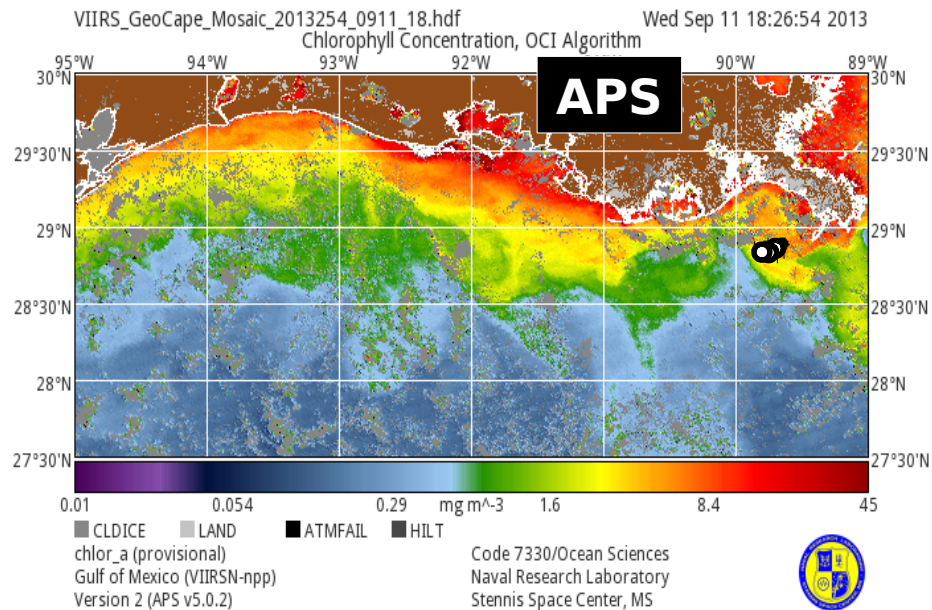 VIIRS_GeoCape_Mosaic_2013254_0911_18.hdf Wed Sep 11 18:26:54 2013
Chlorophyll Concentration, OCI Algorithm
95°W 94°W 93°W 92°W 90°W 89°W
APS
30°N 30°N
29°30'N 29°30'N
29°N 29°N
28°30'N 28°30'N
28°N 28°N
27°30'N 27°30'N
0.01 0.054 0.29 mg m^-3 1.6 8.4 45
CLDICE LAND ATMFAIL HILT
chlor_a (provisional) Code 7330/Ocean Sciences
Gulf of Mexico (VIIRSN-npp) Naval Research Laboratory
Version 2 (APS v5.0.2) Stennis Space Center, MS